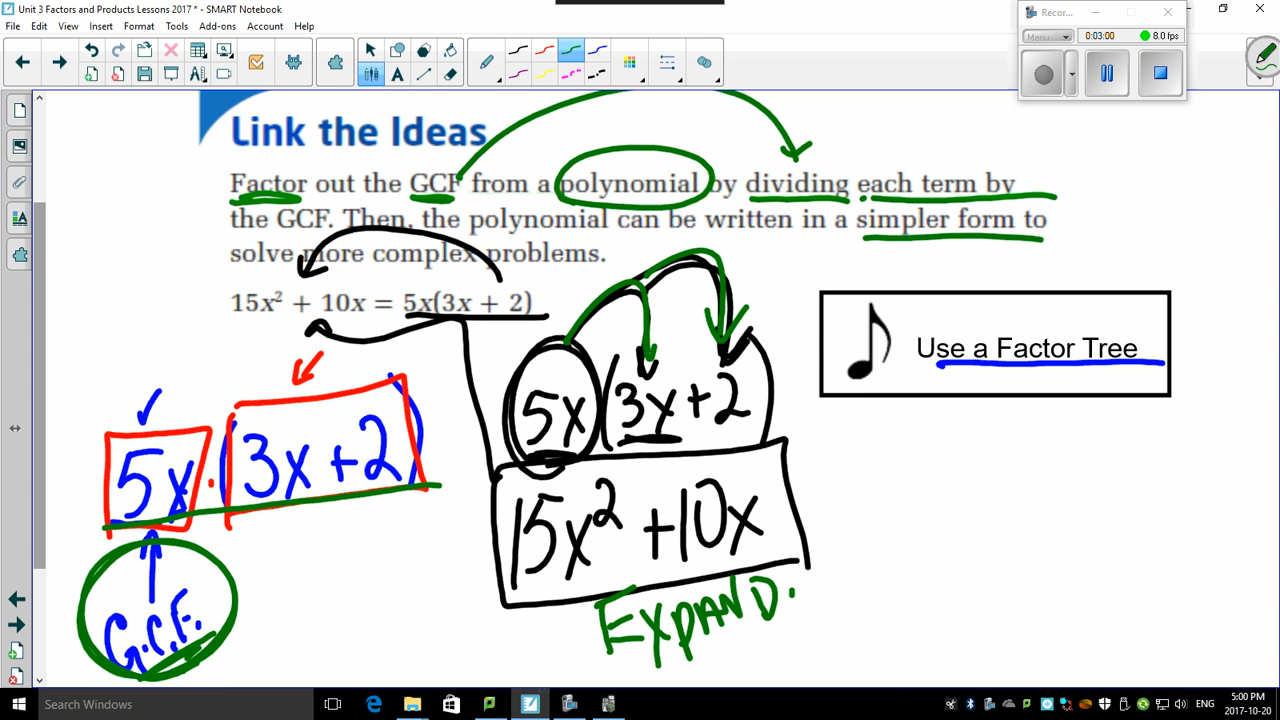 Unit 3 Factors and Products Lessons 2017 * - SMART Notebook
File Edit View Insert Format Tools Add-ons Account Help
Recor...
Menu 0:03:00 8.0 fps
Link the Ideas
Factor out the GCF from a polynomial by dividing each term by
the GCF. Then, the polynomial can be written in a simpler form to
solve more complex problems.
15x² + 10x = 5x(3x + 2)
Use a Factor Tree
5x (3x+2)
5x · (3x+2)
15x² +10x
G.C.F.
EXPAND.
Search Windows
ENG
5:00 PM
2017-10-20